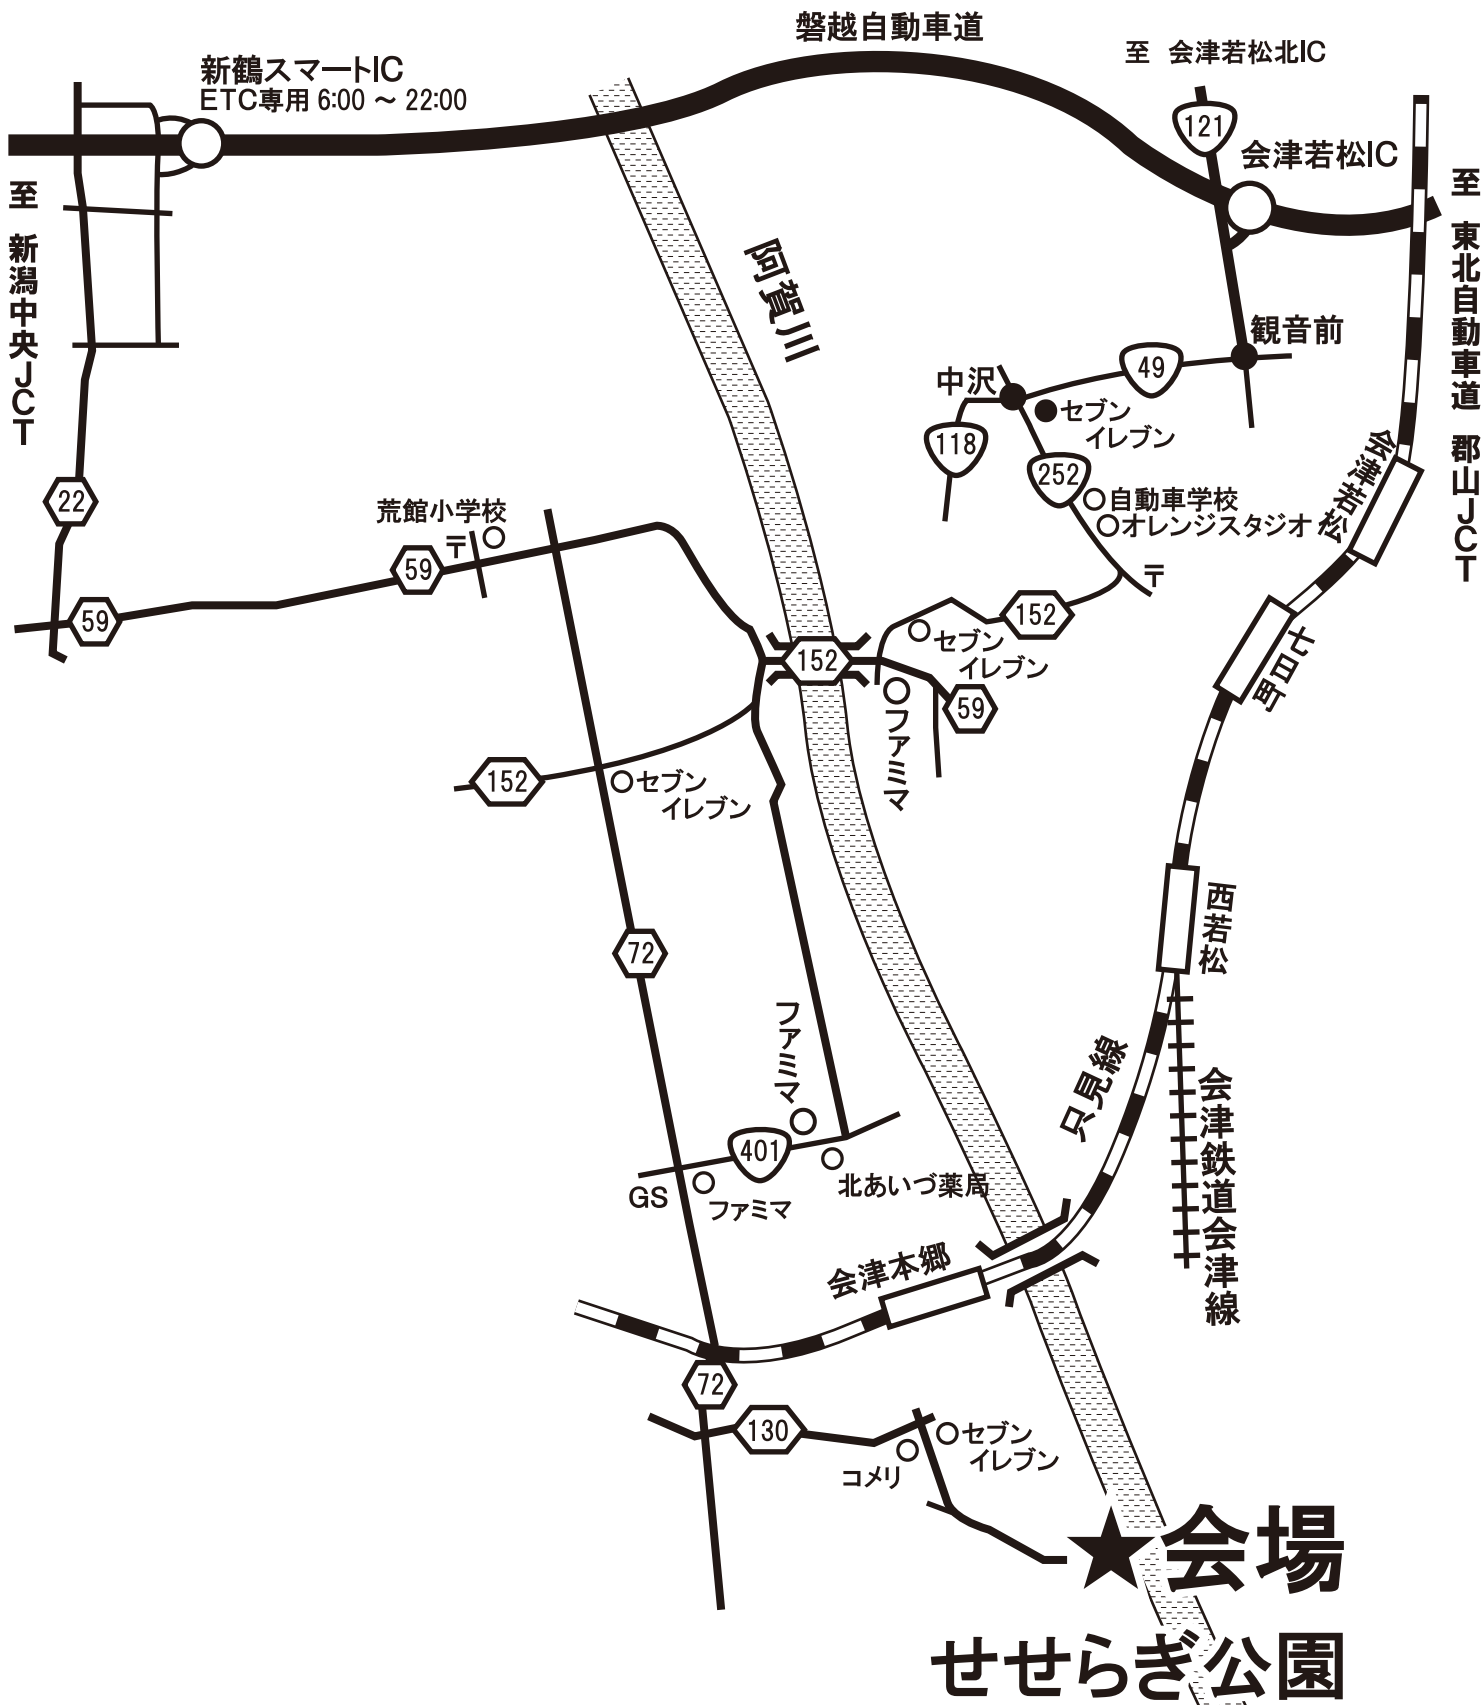 磐越自動車道
至 会津若松北IC
新鶴スマートIC
ETC専用 6:00 ～ 22:00
121
会津若松IC
至 新潟中央JCT
至 東北自動車道 郡山JCT
阿賀川
観音前
49
中沢
セブン
イレブン
118
252
会津若松
自動車学校
オレンジスタジオ
22
荒館小学校
〒
59
〒
59
152
セブン
イレブン
七日町
152
59
ファミマ
152
セブン
イレブン
西若松
72
ファミマ
只見線
会津鉄道会津線
401
北あいづ薬局
GS
ファミマ
会津本郷
72
130
セブン
イレブン
コメリ
★会場
せせらぎ公園